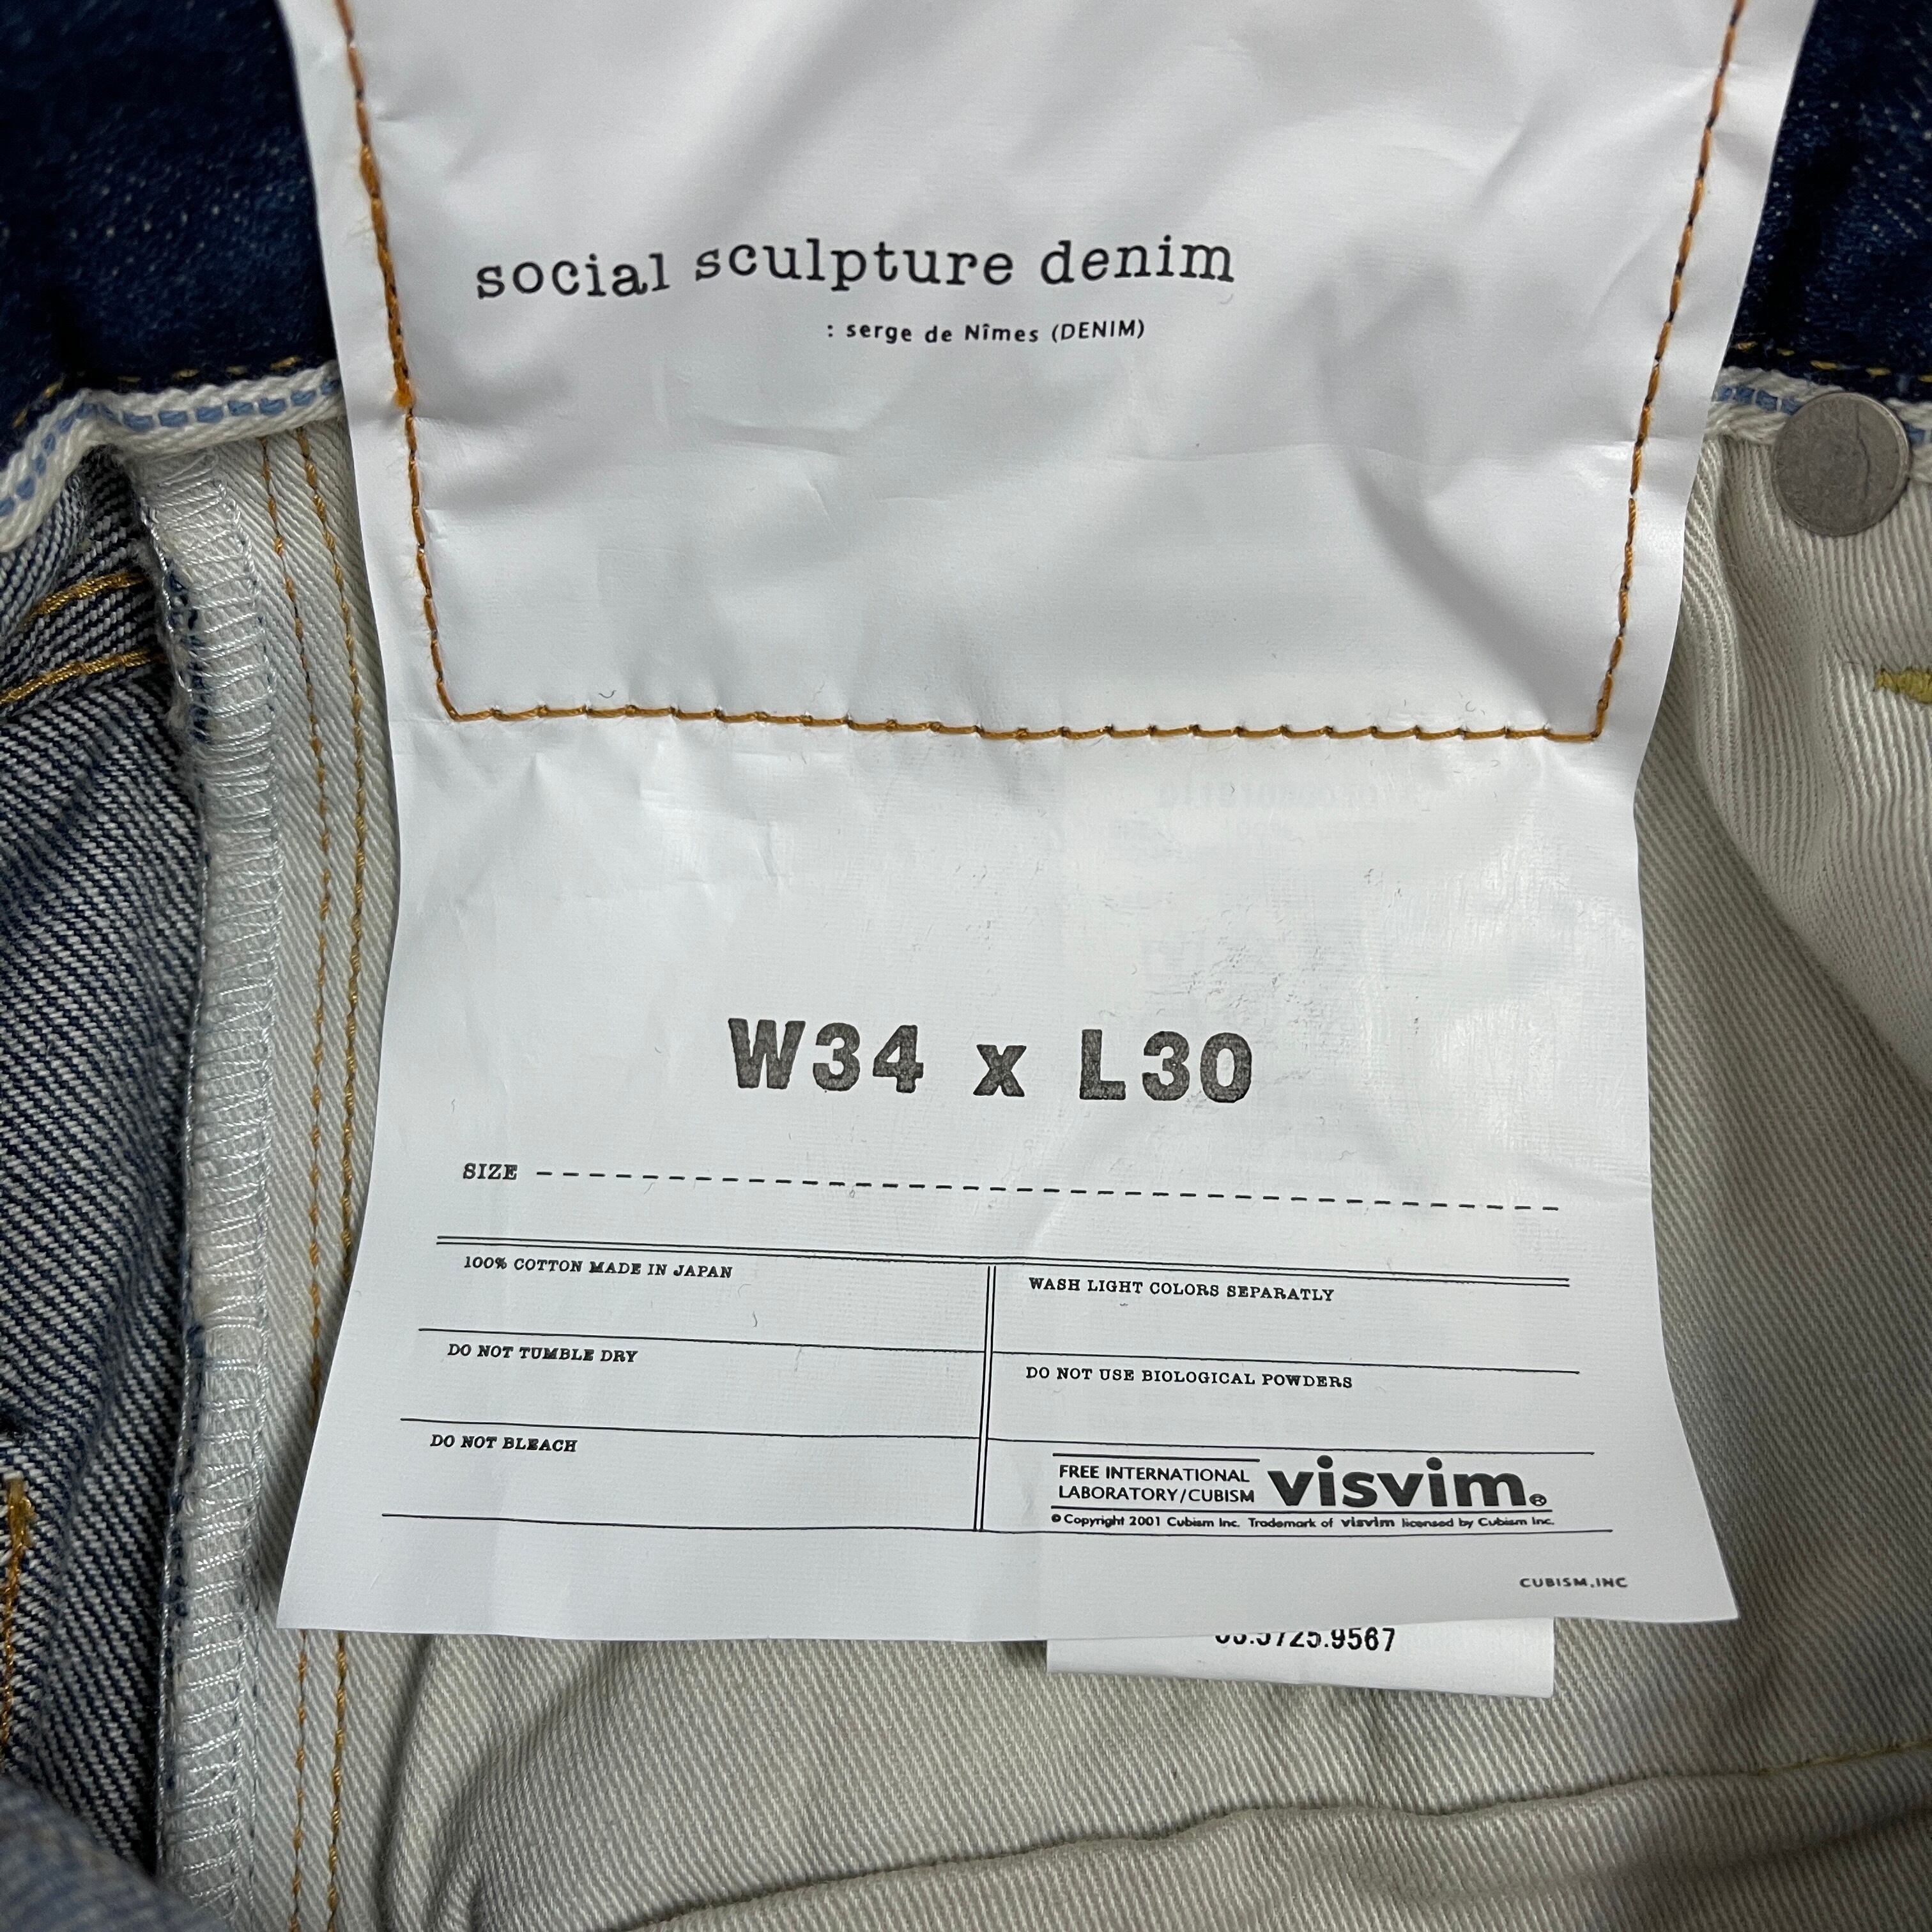 social sculpture denim
: serge de Nîmes (DENIM)
W34 x L30
SIZE
100% COTTON MADE IN JAPAN
WASH LIGHT COLORS SEPARATLY
DO NOT TUMBLE DRY
DO NOT USE BIOLOGICAL POWDERS
DO NOT BLEACH
FREE INTERNATIONAL
LABORATORY/CUBISM
visvim®
© Copyright 2001 Cubism Inc. Trademark of visvim licensed by Cubism Inc.
CUBISM.INC